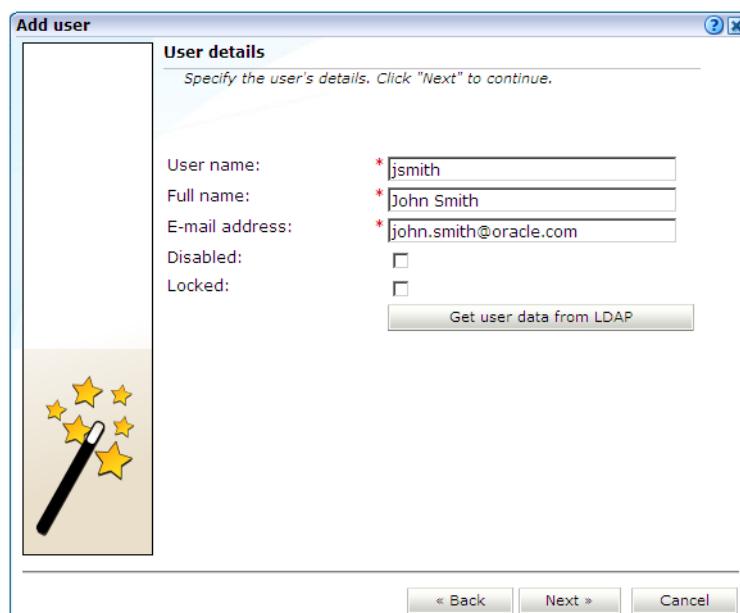 Add user
User details
Specify the user's details. Click "Next" to continue.
User name: * jsmith
Full name: * John Smith
E-mail address: * john.smith@oracle.com
Disabled:
Locked:
Get user data from LDAP
« Back Next » Cancel